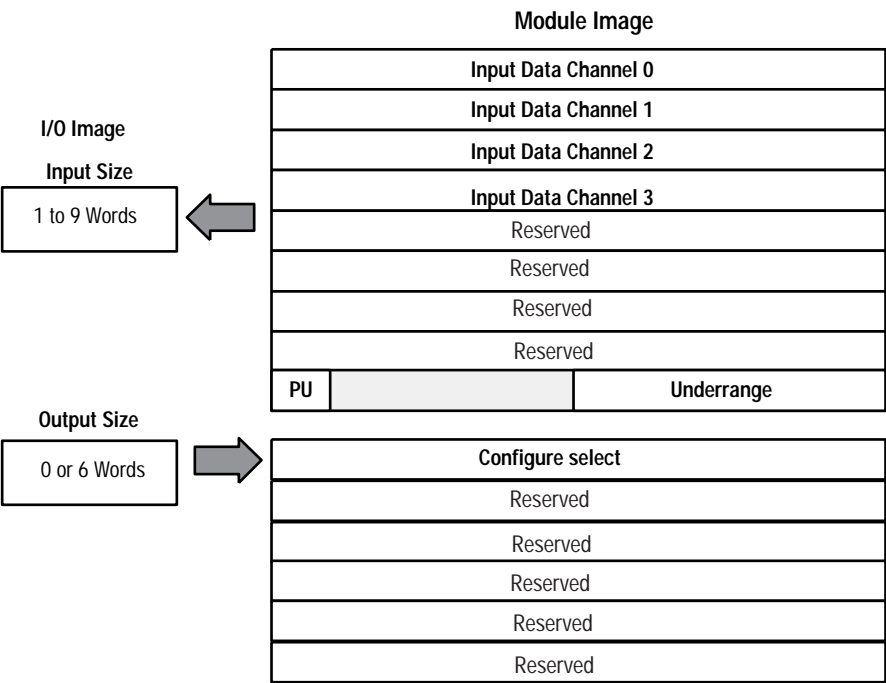 Module Image
I/O Image
Input Size
1 to 9 Words
Input Data Channel 0
Input Data Channel 1
Input Data Channel 2
Input Data Channel 3
Reserved
Reserved
Reserved
Reserved
PU Underrange
Output Size
0 or 6 Words
Configure select
Reserved
Reserved
Reserved
Reserved
Reserved